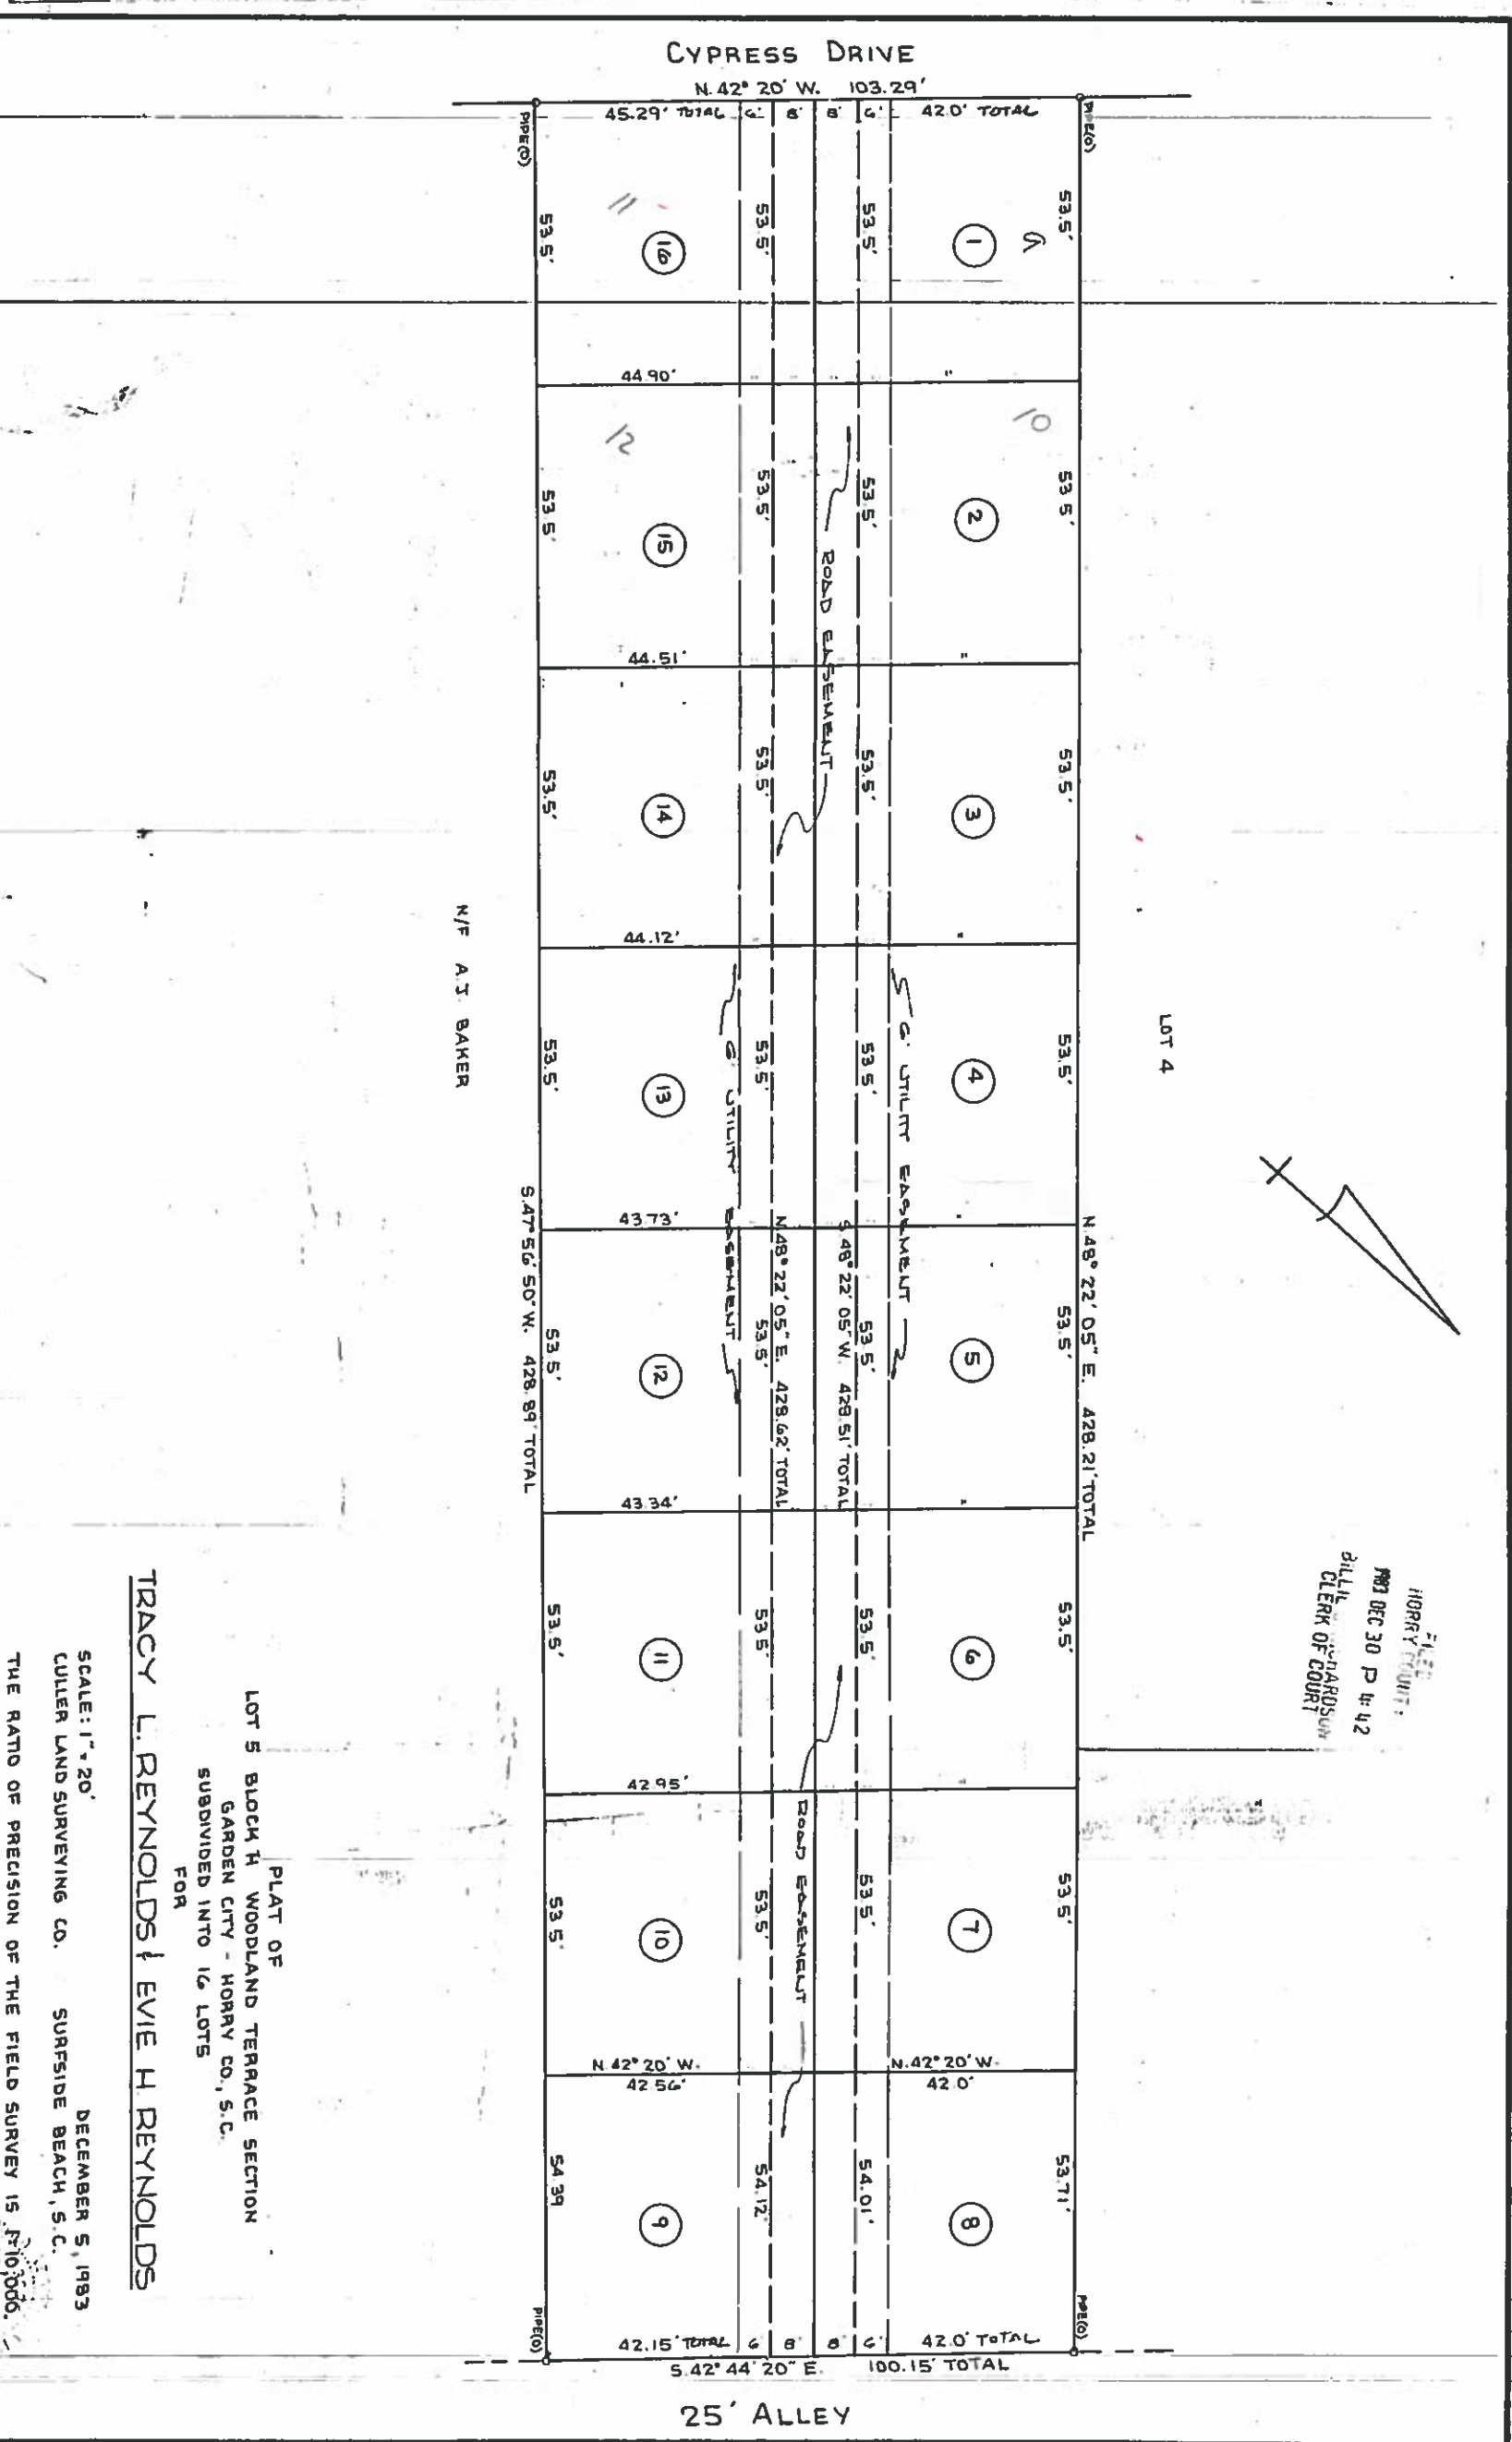 CYPRESS DRIVE
N. 42° 20' W. 103.29'
45.29' TOTAL 6' 8' 8' 6' 42.0' TOTAL
PIPE(O) PIPE(O)
53.5' 53.5' 53.5' 53.5'
11
16 1
44.90' "
12 10
53.5' 53.5' 53.5' 53.5'
15 2
ROAD EASEMENT
44.51' "
53.5' 53.5' 53.5' 53.5'
14 3
44.12' "
N/F A.J. BAKER
LOT 4
53.5' 53.5' 53.5' 53.5'
13 4
6' UTILITY EASEMENT
6' UTILITY EASEMENT
43.73' "
S.47° 56' 50" W. 428.89' TOTAL
N.48° 22' 05" E. 428.62' TOTAL
S.48° 22' 05" W. 428.51' TOTAL
N.48° 22' 05" E. 428.21' TOTAL
53.5' 53.5' 53.5' 53.5'
12 5
43.34' "
53.5' 53.5' 53.5' 53.5'
11 6
42.95' "
ROAD EASEMENT
53.5' 53.5' 53.5' 53.5'
10 7
N.42° 20' W. N.42° 20' W.
42.56' 42.0'
54.39 54.12' 54.01' 53.71'
9 8
PIPE(O) PIPE(O)
42.15' TOTAL 6 8' 8' 6' 42.0' TOTAL
S.42° 44' 20" E. 100.15' TOTAL
25' ALLEY
FILED
HORRY COUNTY
1983 DEC 30 P 4:42
CLERK OF COURT
PLAT OF
LOT 5 BLOCK H WOODLAND TERRACE SECTION
GARDEN CITY - HORRY CO., S.C.
SUBDIVIDED INTO 16 LOTS
FOR
TRACY L. REYNOLDS & EVIE H. REYNOLDS
SCALE: 1" = 20' DECEMBER 5, 1983
CULLER LAND SURVEYING CO. SURFSIDE BEACH, S.C.
THE RATIO OF PRECISION OF THE FIELD SURVEY IS 1:10,000.